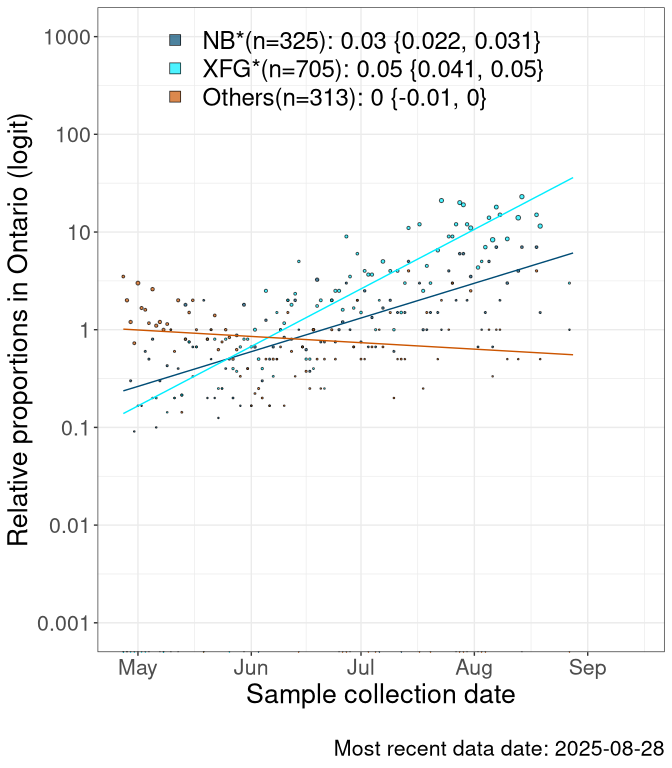 NB*(n=325): 0.03 {0.022, 0.031}
XFG*(n=705): 0.05 {0.041, 0.05}
Others(n=313): 0 {-0.01, 0}
Relative proportions in Ontario (logit)
1000
100
10
1
0.1
0.01
0.001
May Jun Jul Aug Sep
Sample collection date
Most recent data date: 2025-08-28